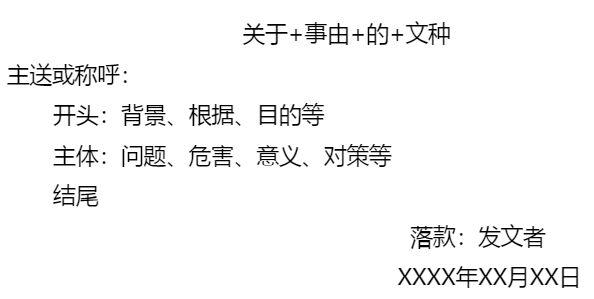 关于+事由+的+文种
主送或称呼：
开头：背景、根据、目的等
主体：问题、危害、意义、对策等
结尾
落款：发文者
XXXX年XX月XX日